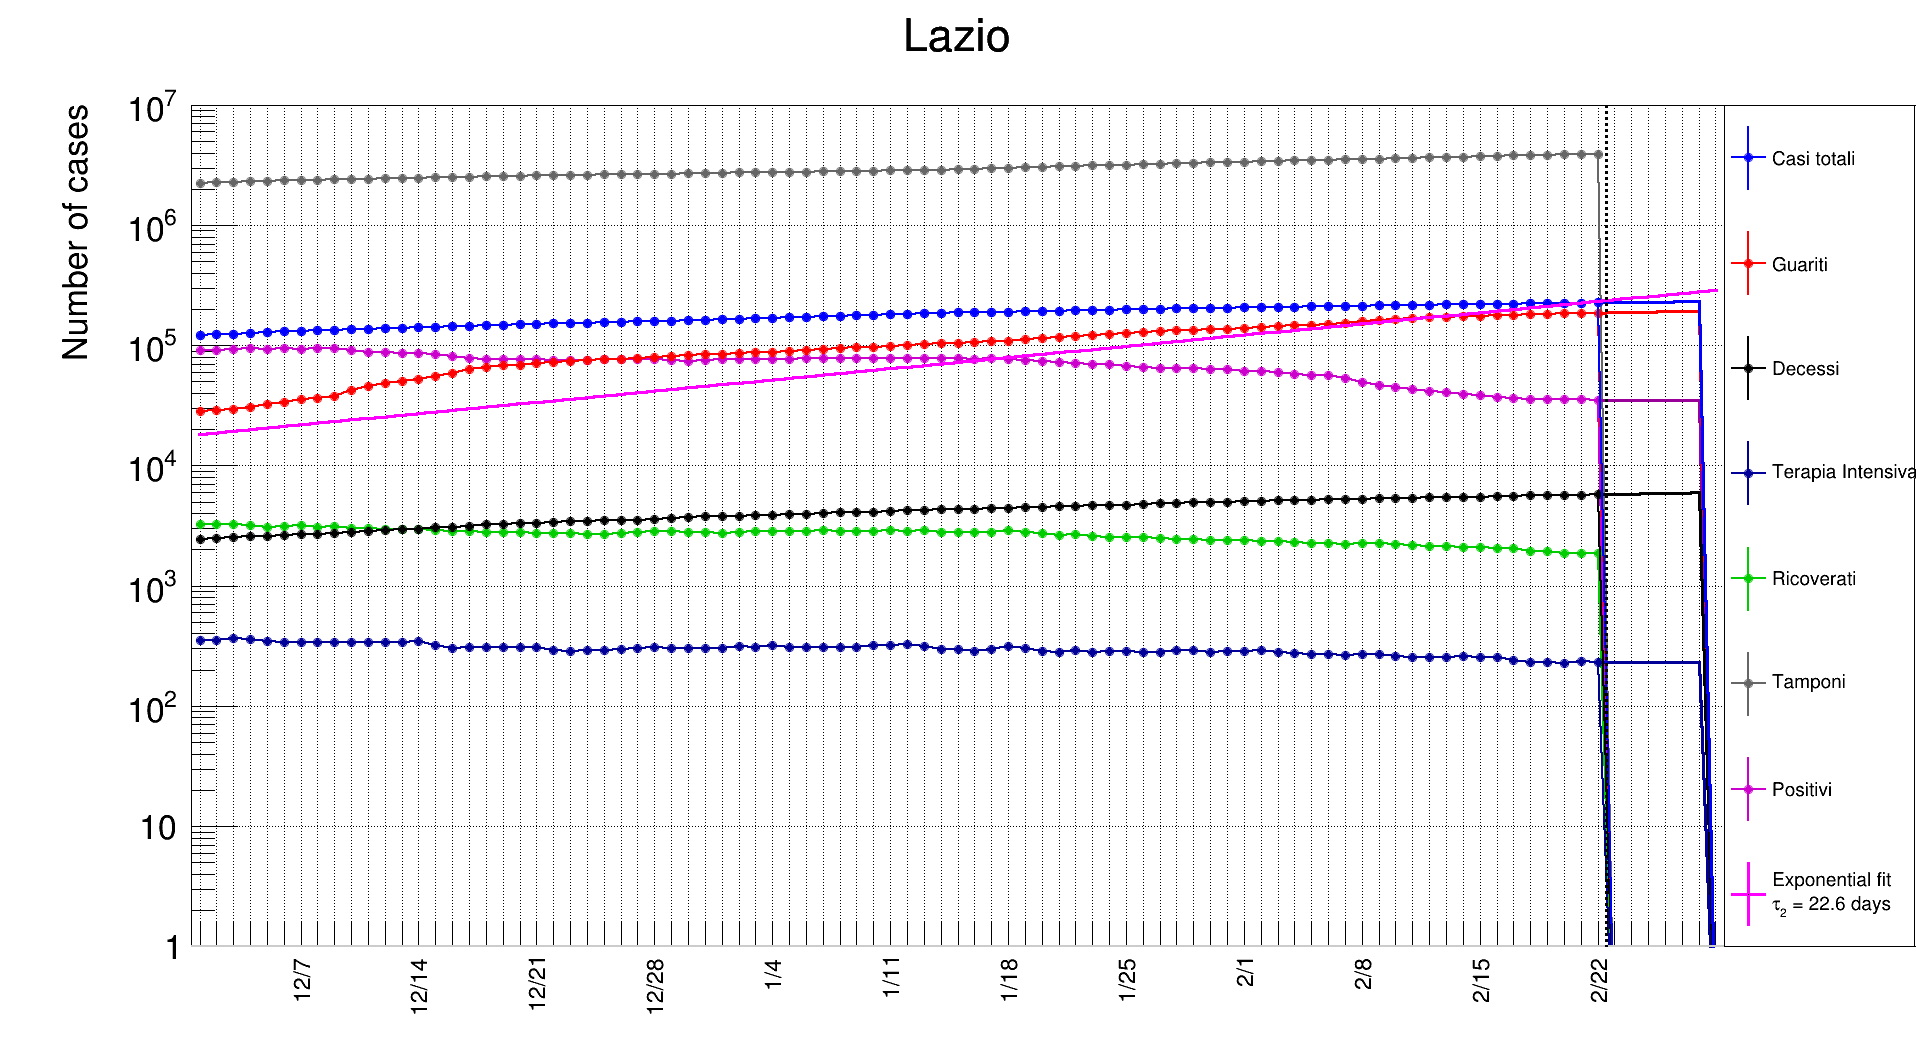 Lazio
Number of cases
10^7
10^6
10^5
10^4
10^3
10^2
10
1
12/7
12/14
12/21
12/28
1/4
1/11
1/18
1/25
2/1
2/8
2/15
2/22
Casi totali
Guariti
Decessi
Terapia Intensiva
Ricoverati
Tamponi
Positivi
Exponential fit
τ_2 = 22.6 days